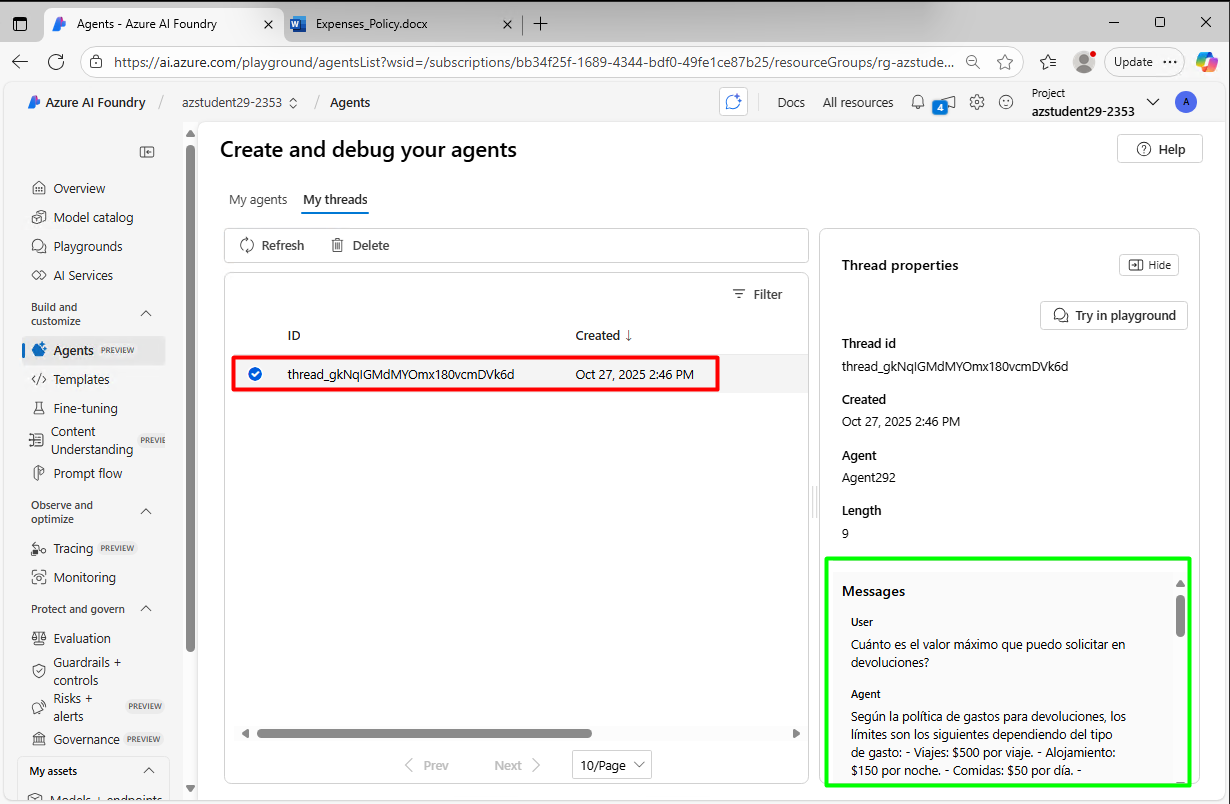 Agents - Azure AI Foundry
Expenses_Policy.docx
https://ai.azure.com/playground/agentsList?wsid=/subscriptions/bb34f25f-1689-4344-bdf0-49fe1ce87b25/resourceGroups/rg-azstude...
Update
Azure AI Foundry / azstudent29-2353 / Agents
Docs
All resources
4
Project
azstudent29-2353
A
Create and debug your agents
Help
My agents
My threads
Overview
Model catalog
Playgrounds
AI Services
Build and
customize
Agents PREVIEW
Templates
Fine-tuning
Content
Understanding PREVIE
Prompt flow
Observe and
optimize
Tracing PREVIEW
Monitoring
Protect and govern
Evaluation
Guardrails +
controls
Risks +
alerts PREVIEW
Governance PREVIEW
My assets
Models + endpoints
Refresh
Delete
Filter
ID
Created ↓
thread_gkNqIGMdMYOmx180vcmDVk6d
Oct 27, 2025 2:46 PM
Prev
Next
10/Page
Thread properties
Hide
Try in playground
Thread id
thread_gkNqIGMdMYOmx180vcmDVk6d
Created
Oct 27, 2025 2:46 PM
Agent
Agent292
Length
9
Messages
User
Cuánto es el valor máximo que puedo solicitar en
devoluciones?
Agent
Según la política de gastos para devoluciones, los
límites son los siguientes dependiendo del tipo
de gasto: - Viajes: $500 por viaje. - Alojamiento:
$150 por noche. - Comidas: $50 por día. -